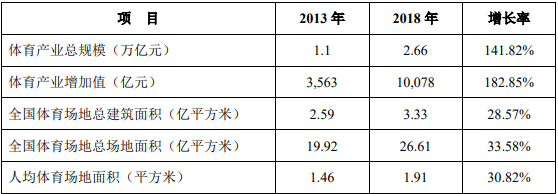 项 目 2013 年 2018 年 增长率
体育产业总规模（万亿元） 1.1 2.66 141.82%
体育产业增加值（亿元） 3,563 10,078 182.85%
全国体育场地总建筑面积（亿平方米） 2.59 3.33 28.57%
全国体育场地总场地面积（亿平方米） 19.92 26.61 33.58%
人均体育场地面积（平方米） 1.46 1.91 30.82%